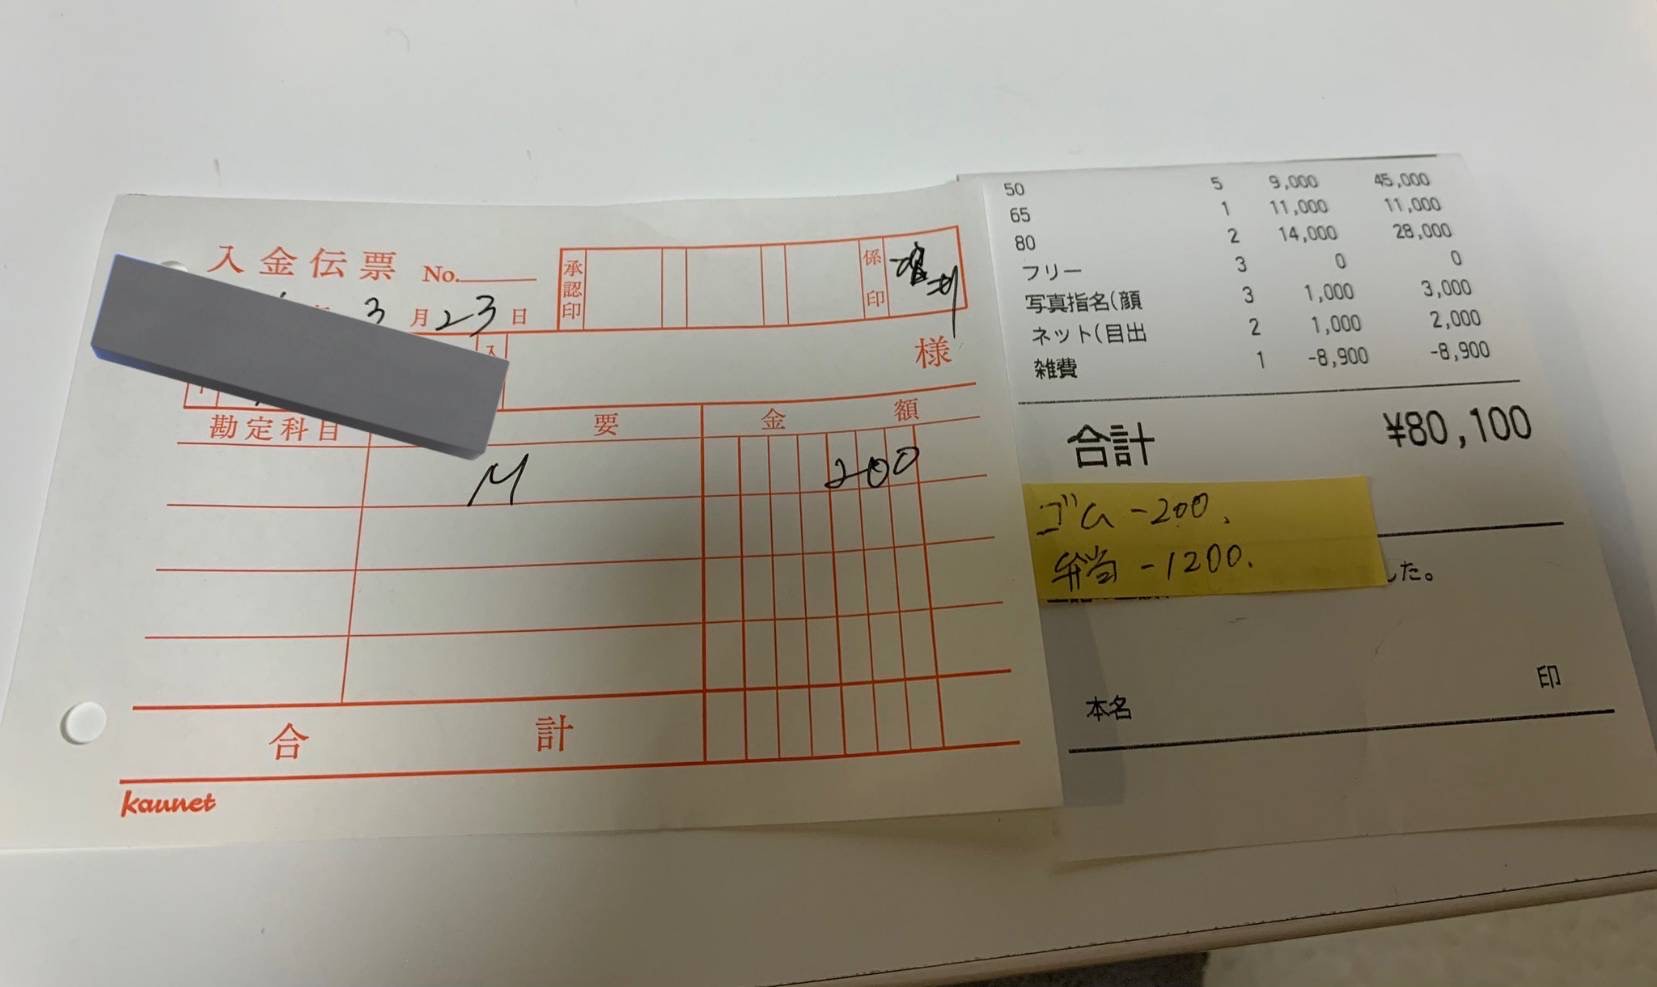 入金伝票 No.
3月23日
承認印
係印
入
様
勘定科目 要 金額
M 200
合計
kaunet
50 5 9,000 45,000
65 1 11,000 11,000
80 2 14,000 28,000
フリー 3 0 0
写真指名(顔 3 1,000 3,000
ネット(目出 2 1,000 2,000
雑費 1 -8,900 -8,900
合計 ¥80,100
ゴム -200.
弁当 -1200.
した。
本名 印